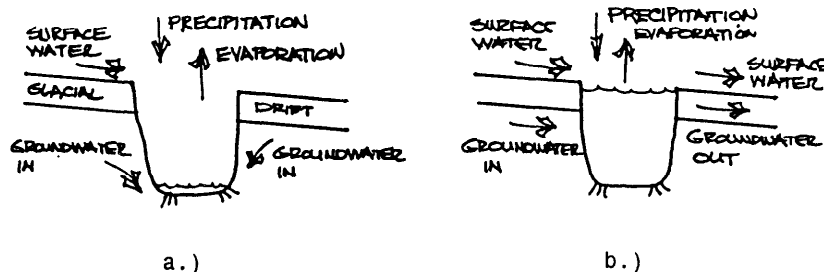 PRECIPITATION
SURFACE
WATER
EVAPORATION
GLACIAL
DRIFT
GROUNDWATER
IN
GROUNDWATER
IN
a.)
PRECIPITATION
EVAPORATION
SURFACE
WATER
SURFACE
WATER
GROUNDWATER
IN
GROUNDWATER
OUT
b.)